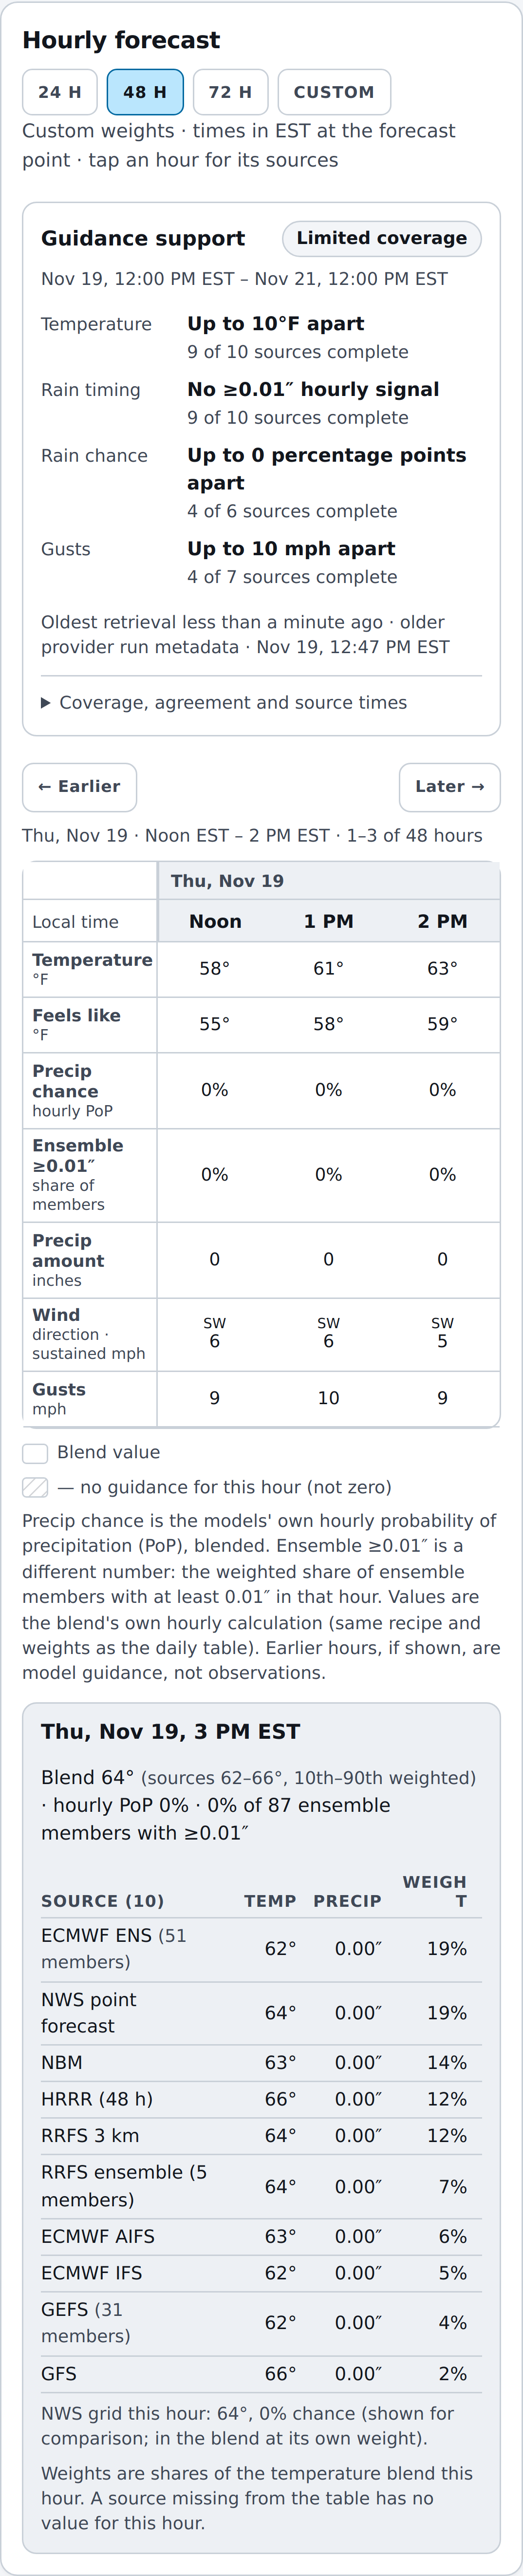 Hourly forecast
24 H 48 H 72 H CUSTOM
Custom weights · times in EST at the forecast
point · tap an hour for its sources
Guidance support Limited coverage
Nov 19, 12:00 PM EST – Nov 21, 12:00 PM EST
Temperature Up to 10°F apart
9 of 10 sources complete
Rain timing No ≥0.01″ hourly signal
9 of 10 sources complete
Rain chance Up to 0 percentage points
apart
4 of 6 sources complete
Gusts Up to 10 mph apart
4 of 7 sources complete
Oldest retrieval less than a minute ago · older
provider run metadata · Nov 19, 12:47 PM EST
▶ Coverage, agreement and source times
← Earlier Later →
Thu, Nov 19 · Noon EST – 2 PM EST · 1–3 of 48 hours
Thu, Nov 19
Local time Noon 1 PM 2 PM
Temperature
°F 58° 61° 63°
Feels like
°F 55° 58° 59°
Precip
chance
hourly PoP 0% 0% 0%
Ensemble
≥0.01″
share of
members 0% 0% 0%
Precip
amount
inches 0 0 0
Wind
direction ·
sustained mph SW 6 SW 6 SW 5
Gusts
mph 9 10 9
Blend value
— no guidance for this hour (not zero)
Precip chance is the models' own hourly probability of
precipitation (PoP), blended. Ensemble ≥0.01″ is a
different number: the weighted share of ensemble
members with at least 0.01″ in that hour. Values are
the blend's own hourly calculation (same recipe and
weights as the daily table). Earlier hours, if shown, are
model guidance, not observations.
Thu, Nov 19, 3 PM EST
Blend 64° (sources 62–66°, 10th–90th weighted)
· hourly PoP 0% · 0% of 87 ensemble
members with ≥0.01″
SOURCE (10) TEMP PRECIP WEIGH
T
ECMWF ENS (51
members) 62° 0.00″ 19%
NWS point
forecast 64° 0.00″ 19%
NBM 63° 0.00″ 14%
HRRR (48 h) 66° 0.00″ 12%
RRFS 3 km 64° 0.00″ 12%
RRFS ensemble (5
members) 64° 0.00″ 7%
ECMWF AIFS 63° 0.00″ 6%
ECMWF IFS 62° 0.00″ 5%
GEFS (31
members) 62° 0.00″ 4%
GFS 66° 0.00″ 2%
NWS grid this hour: 64°, 0% chance (shown for
comparison; in the blend at its own weight).
Weights are shares of the temperature blend this
hour. A source missing from the table has no
value for this hour.